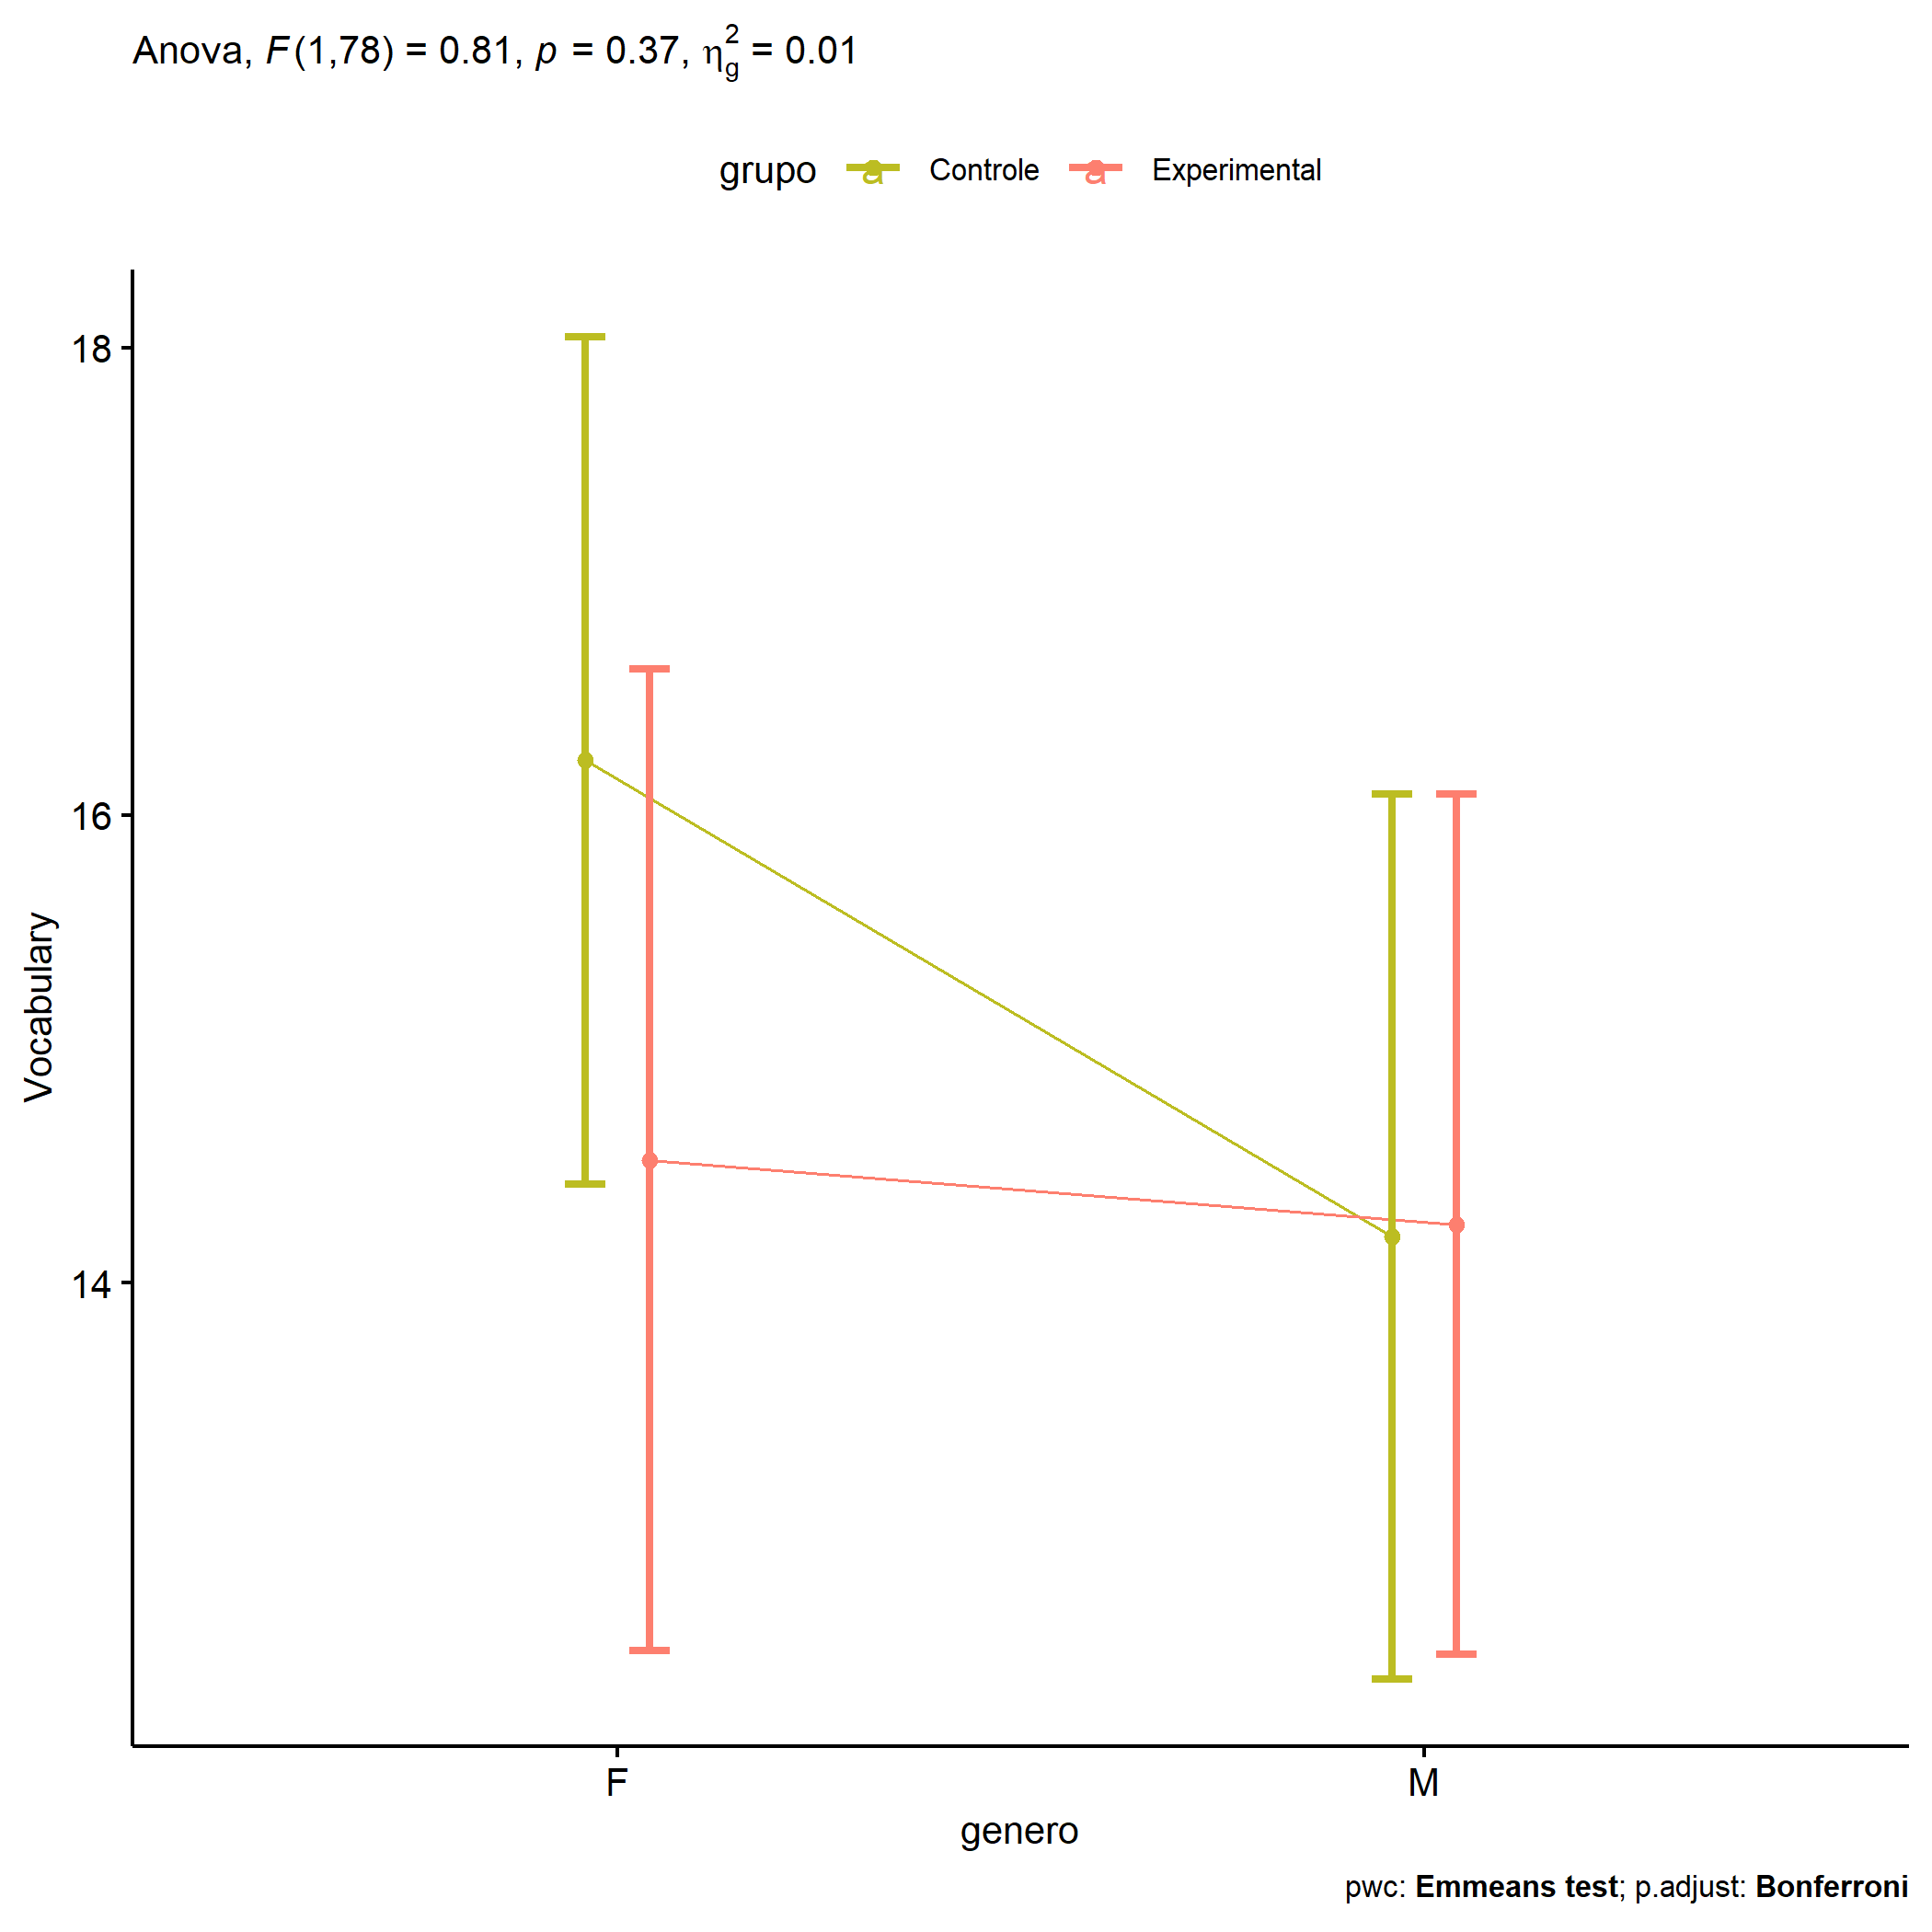 Anova, F(1,78) = 0.81, p = 0.37, η²g = 0.01
grupo a Controle a Experimental
18
16
14
Vocabulary
F M
genero
pwc: Emmeans test; p.adjust: Bonferroni